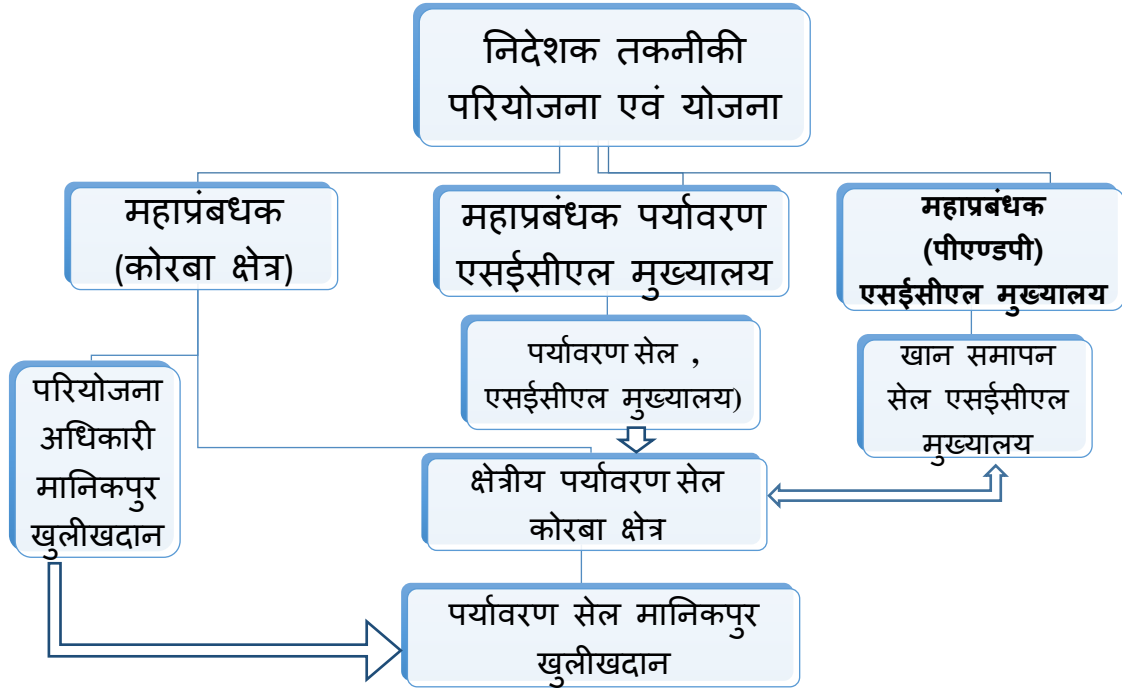 निदेशक तकनीकी
परियोजना एवं योजना
महाप्रंबधक
(कोरबा क्षेत्र)
महाप्रबंधक पर्यावरण
एसईसीएल मुख्यालय
महाप्रबंधक
(पीएण्डपी)
एसईसीएल मुख्यालय
पर्यावरण सेल ,
एसईसीएल मुख्यालय)
खान समापन
सेल एसईसीएल
मुख्यालय
परियोजना
अधिकारी
मानिकपुर
खुलीखदान
क्षेत्रीय पर्यावरण सेल
कोरबा क्षेत्र
पर्यावरण सेल मानिकपुर
खुलीखदान